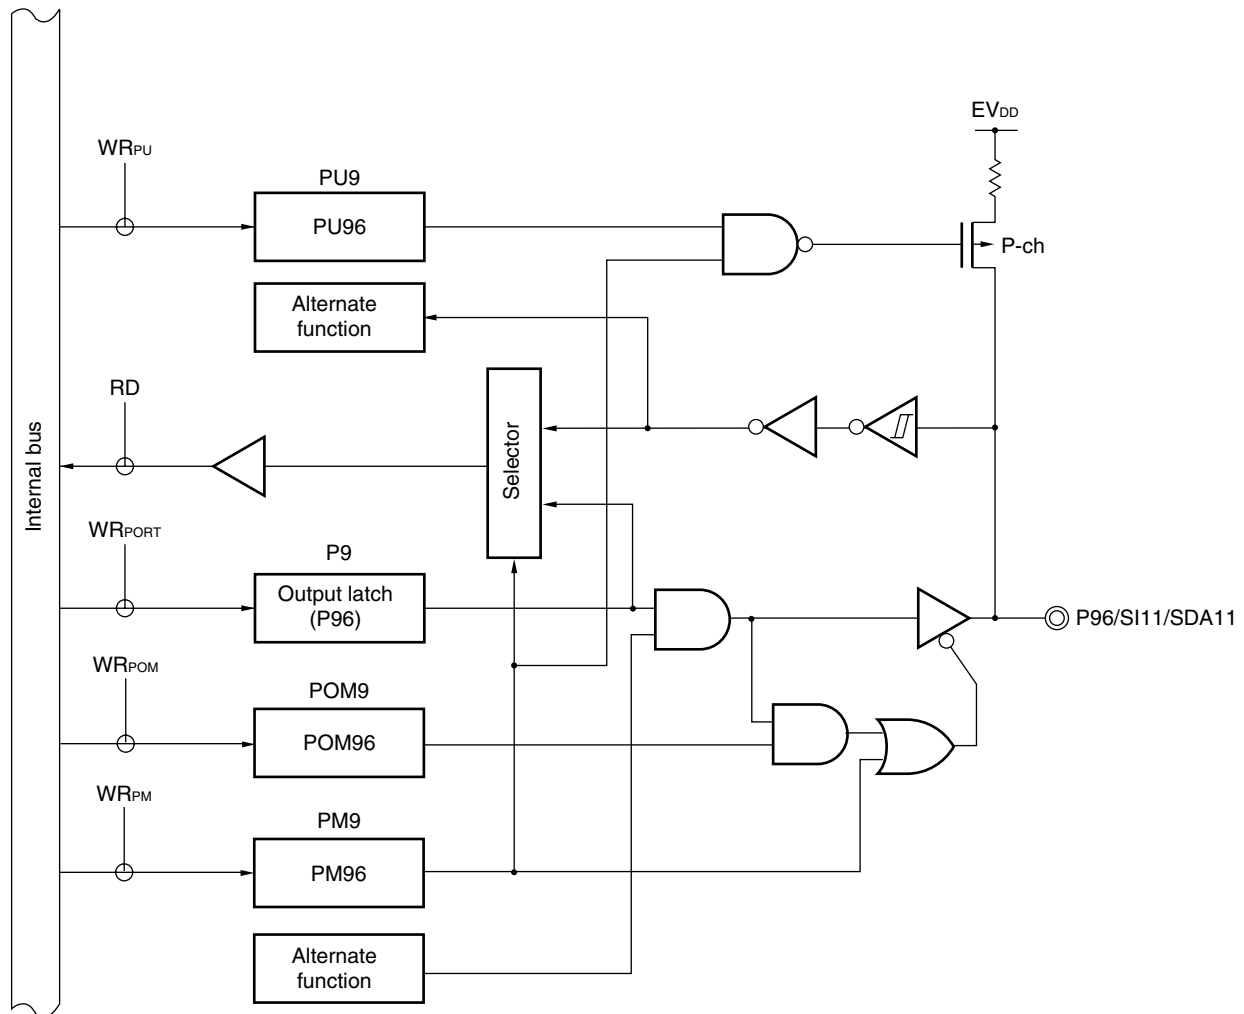 EVDD
WRPU
PU9
PU96
P-ch
Alternate
function
RD
Selector
Internal bus
WRPORT
P9
Output latch
(P96)
P96/SI11/SDA11
WRPOM
POM9
POM96
WRPM
PM9
PM96
Alternate
function